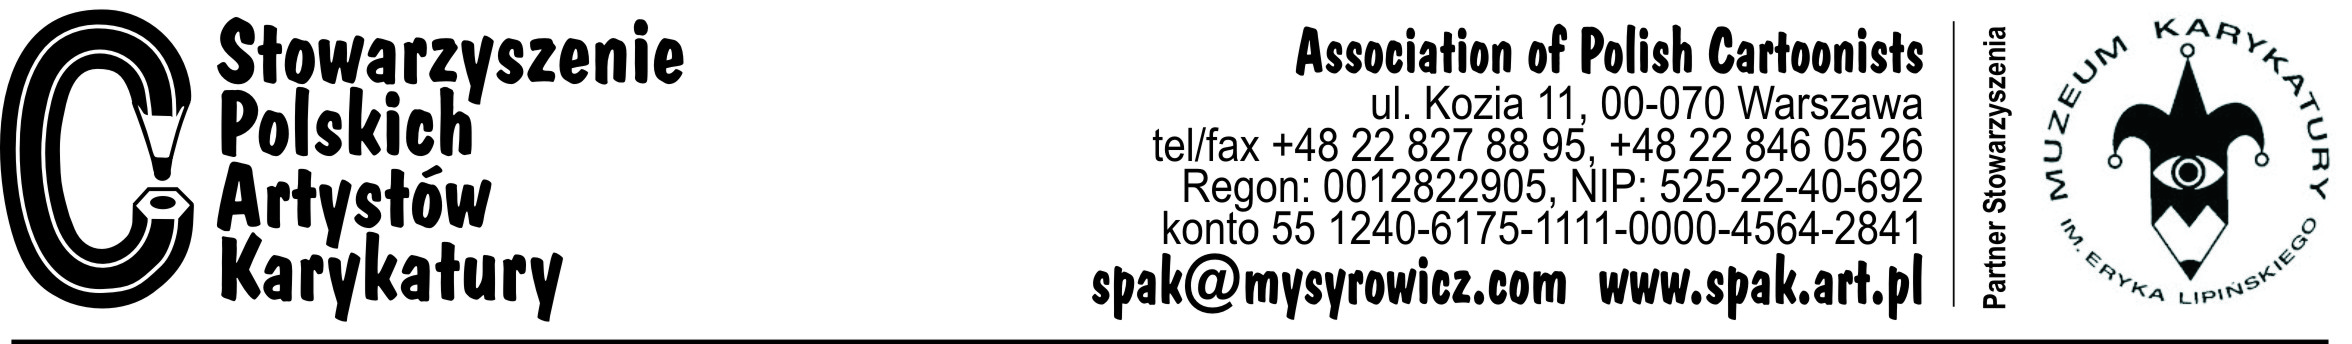 Stowarzyszenie
Polskich
Artystów
Karykatury
Association of Polish Cartoonists
ul. Kozia 11, 00-070 Warszawa
tel/fax +48 22 827 88 95, +48 22 846 05 26
Regon: 0012822905, NIP: 525-22-40-692
konto 55 1240-6175-1111-0000-4564-2841
spak@mysyrowicz.com www.spak.art.pl
Partner Stowarzyszenia
MUZEUM KARYKATURY
IM. ERYKA LIPIŃSKIEGO